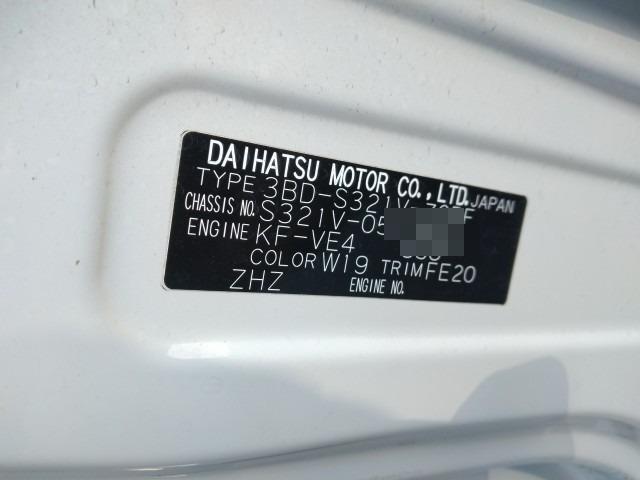 DAIHATSU MOTOR CO.,LTD. JAPAN
TYPE 3BD-S321V-
CHASSIS NO. S321V-05
ENGINE KF-VE4
COLOR W19 TRIM FE20
ZHZ ENGINE NO.